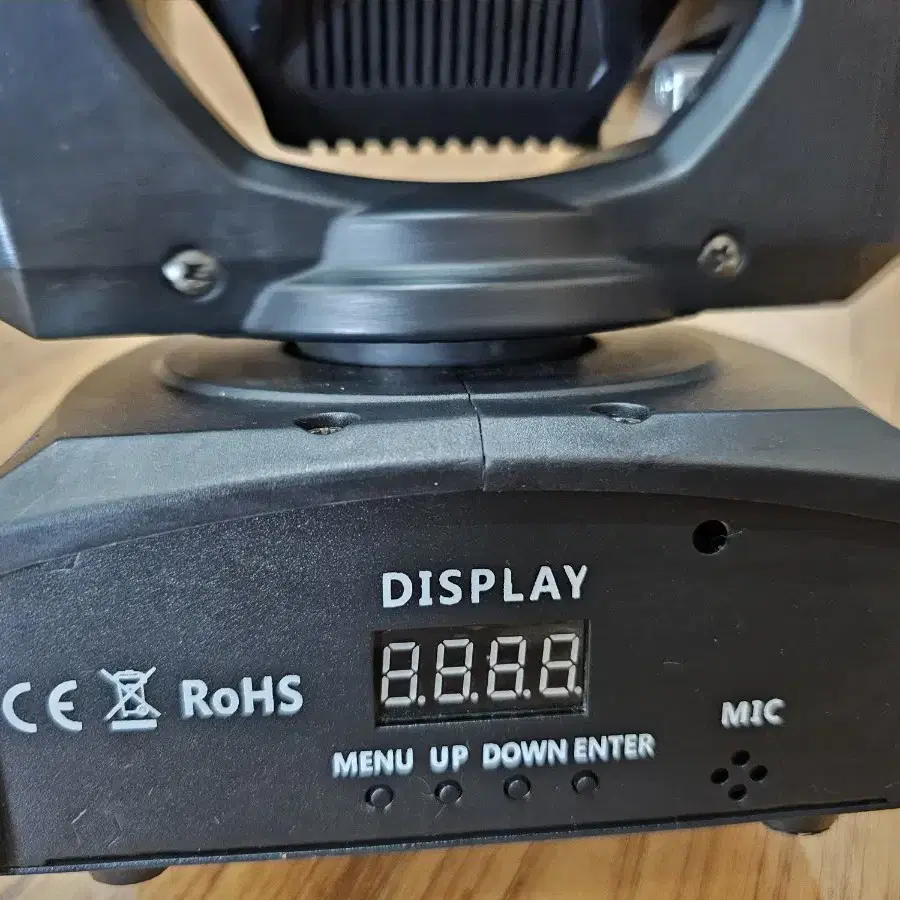 DISPLAY
8.8.8.8.
CE RoHS
MIC
MENU UP DOWN ENTER